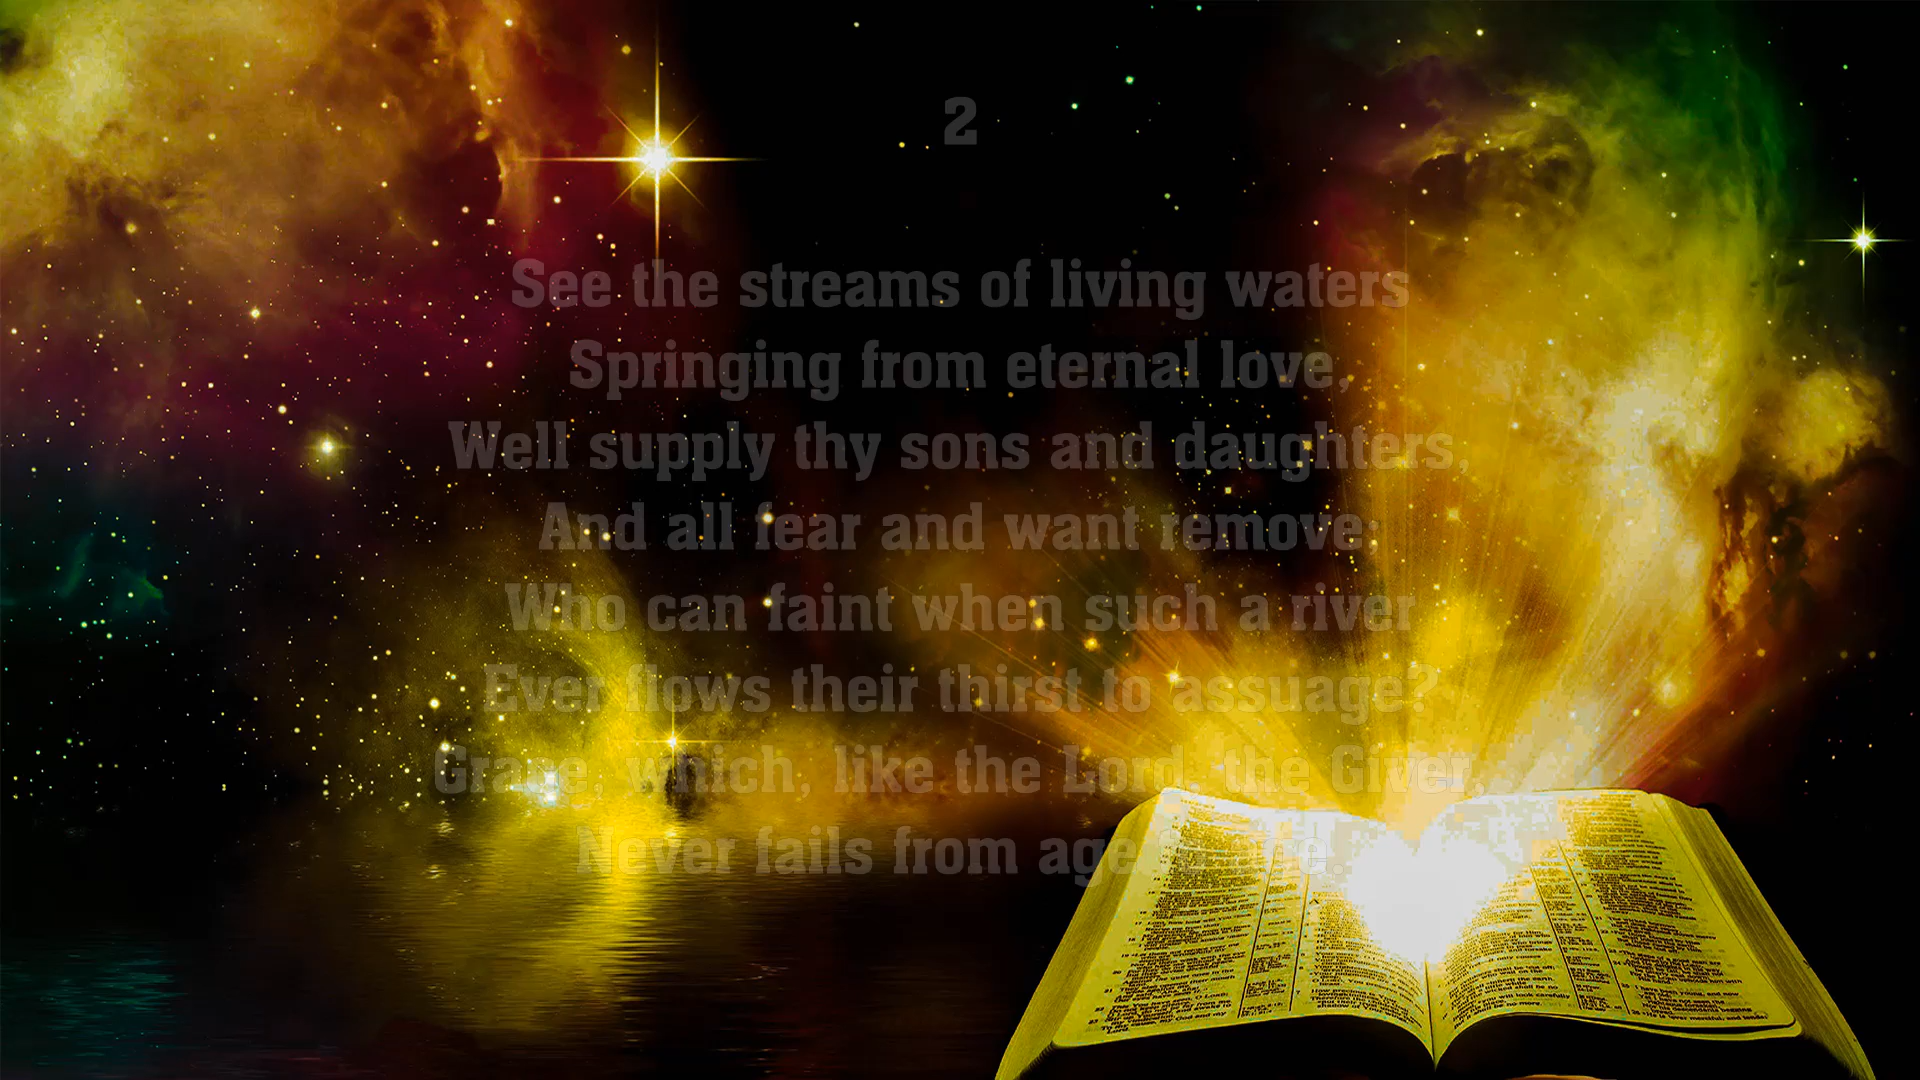 2
See the streams of living waters
Springing from eternal love,
Well supply thy sons and daughters,
And all fear and want remove:
Who can faint when such a river
Ever flows their thirst to assuage?
Grace, which, like the Lord, the Giver,
Never fails from age to age.